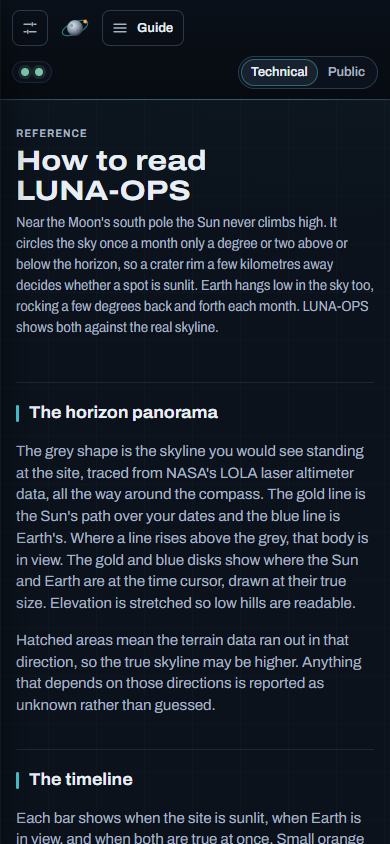 Guide
Technical
Public
REFERENCE
How to read
LUNA-OPS
Near the Moon's south pole the Sun never climbs high. It
circles the sky once a month only a degree or two above or
below the horizon, so a crater rim a few kilometres away
decides whether a spot is sunlit. Earth hangs low in the sky too,
rocking a few degrees back and forth each month. LUNA-OPS
shows both against the real skyline.
The horizon panorama
The grey shape is the skyline you would see standing
at the site, traced from NASA's LOLA laser altimeter
data, all the way around the compass. The gold line is
the Sun's path over your dates and the blue line is
Earth's. Where a line rises above the grey, that body is
in view. The gold and blue disks show where the Sun
and Earth are at the time cursor, drawn at their true
size. Elevation is stretched so low hills are readable.
Hatched areas mean the terrain data ran out in that
direction, so the true skyline may be higher. Anything
that depends on those directions is reported as
unknown rather than guessed.
The timeline
Each bar shows when the site is sunlit, when Earth is
in view, and when both are true at once. Small orange